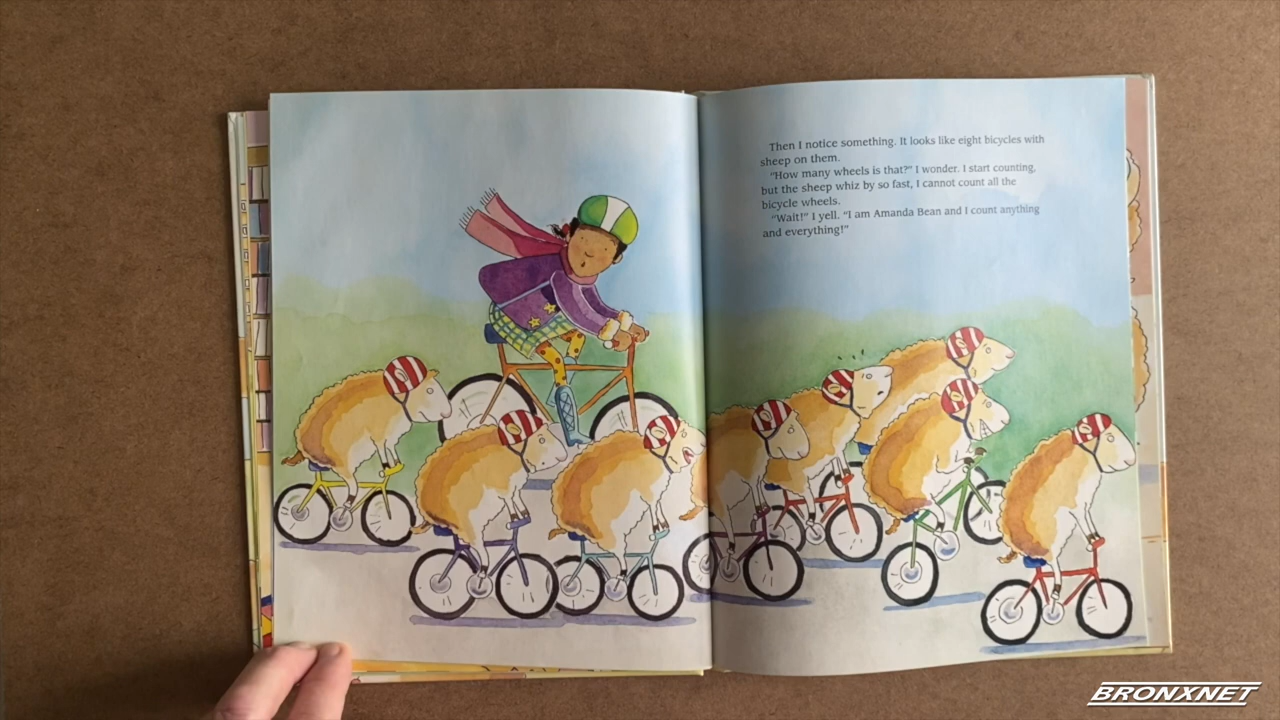 Then I notice something. It looks like eight bicycles with
sheep on them.
"How many wheels is that?" I wonder. I start counting,
but the sheep whiz by so fast, I cannot count all the
bicycle wheels.
"Wait!" I yell. "I am Amanda Bean and I count anything
and everything!"
BRONXNET